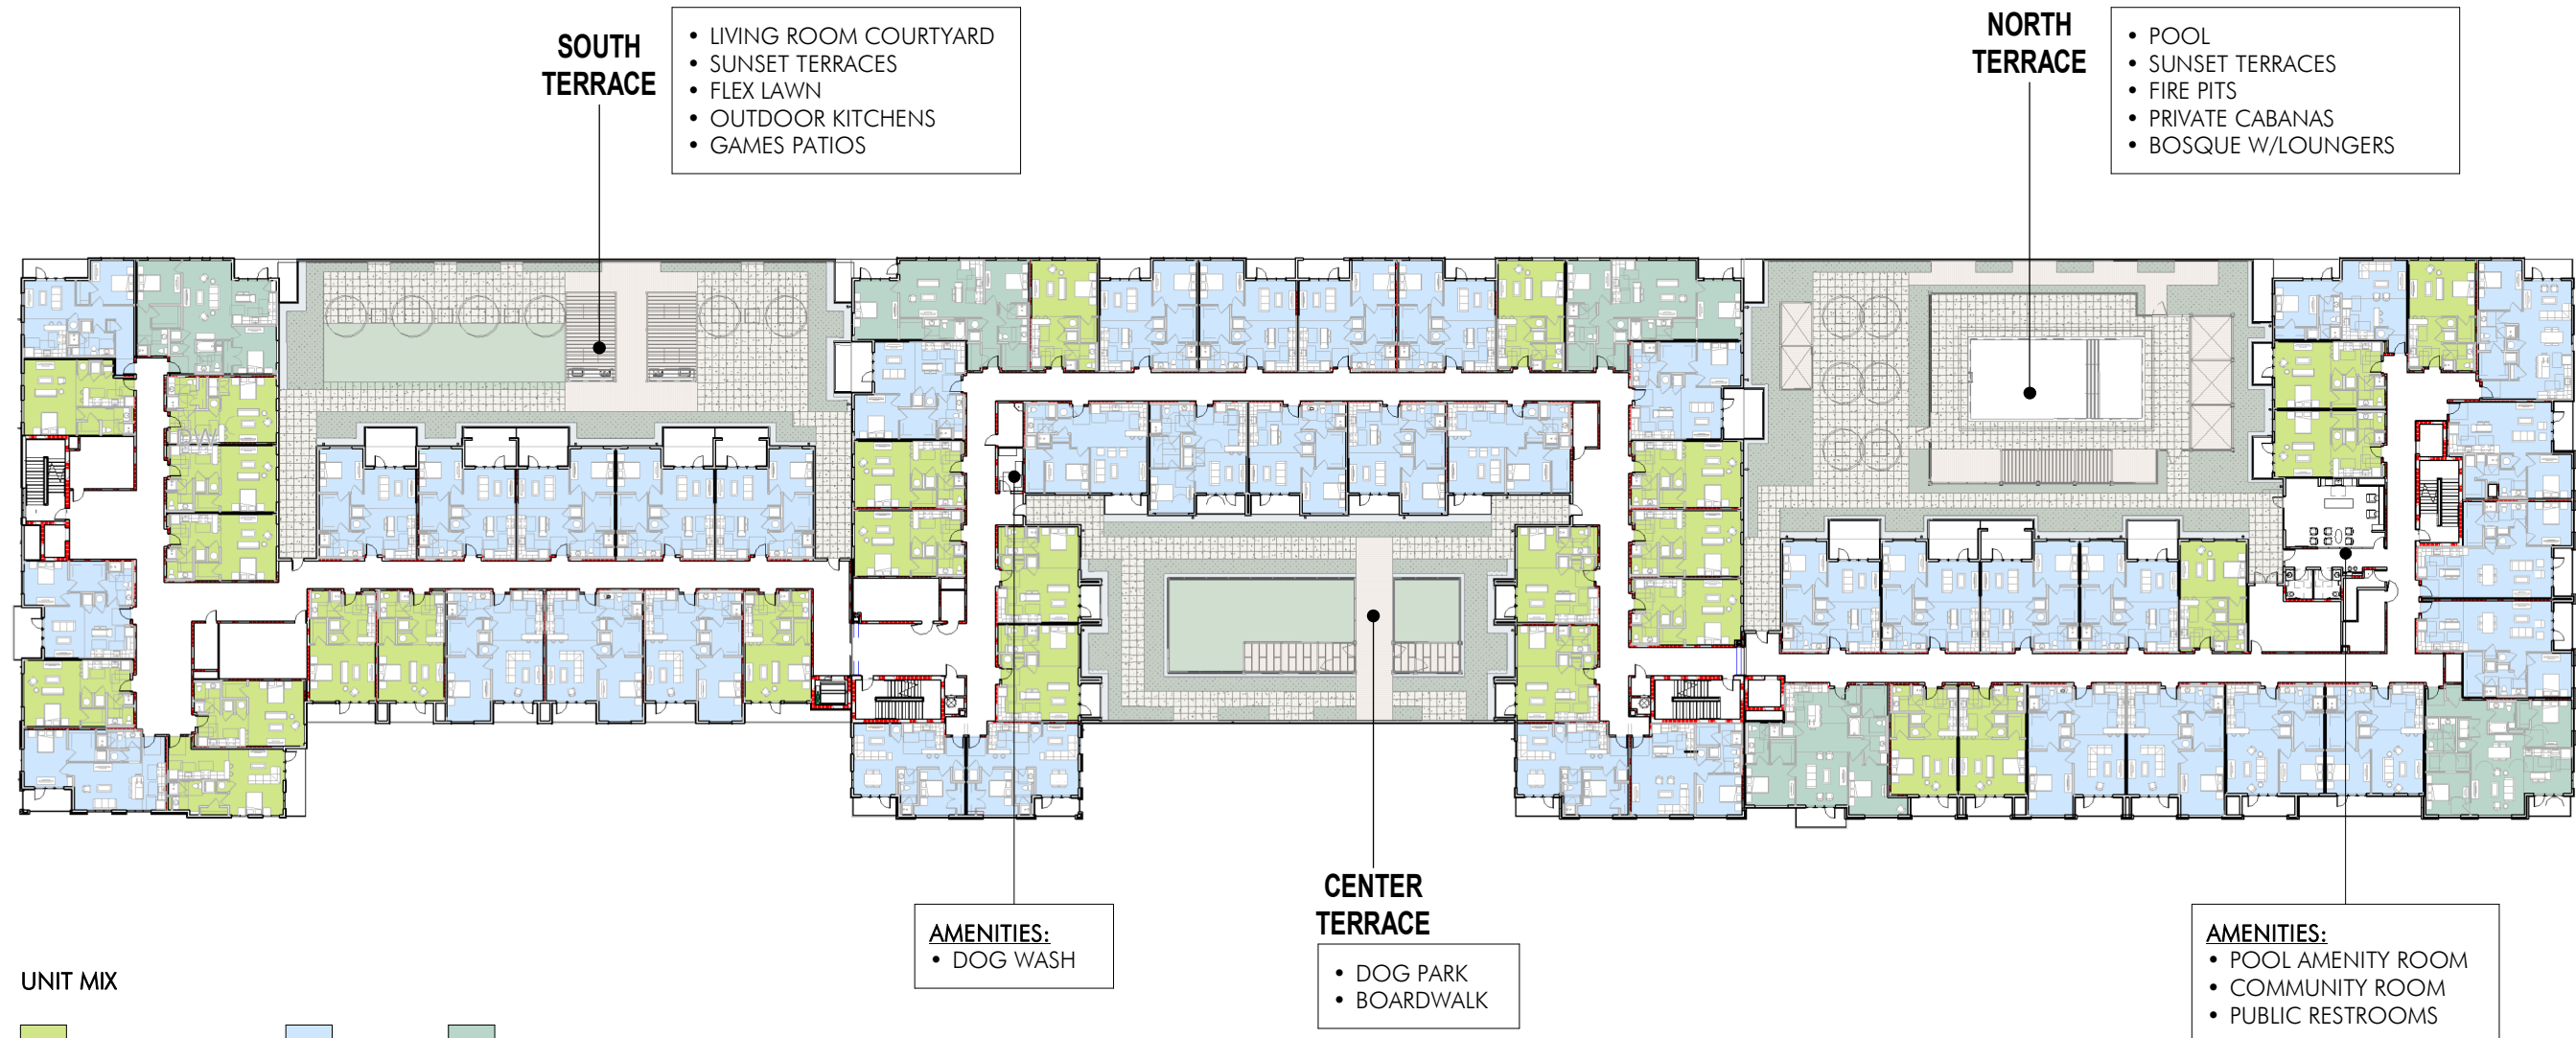 SOUTH
TERRACE
• LIVING ROOM COURTYARD
• SUNSET TERRACES
• FLEX LAWN
• OUTDOOR KITCHENS
• GAMES PATIOS
NORTH
TERRACE
• POOL
• SUNSET TERRACES
• FIRE PITS
• PRIVATE CABANAS
• BOSQUE W/LOUNGERS
AMENITIES:
• DOG WASH
CENTER
TERRACE
• DOG PARK
• BOARDWALK
AMENITIES:
• POOL AMENITY ROOM
• COMMUNITY ROOM
• PUBLIC RESTROOMS
UNIT MIX